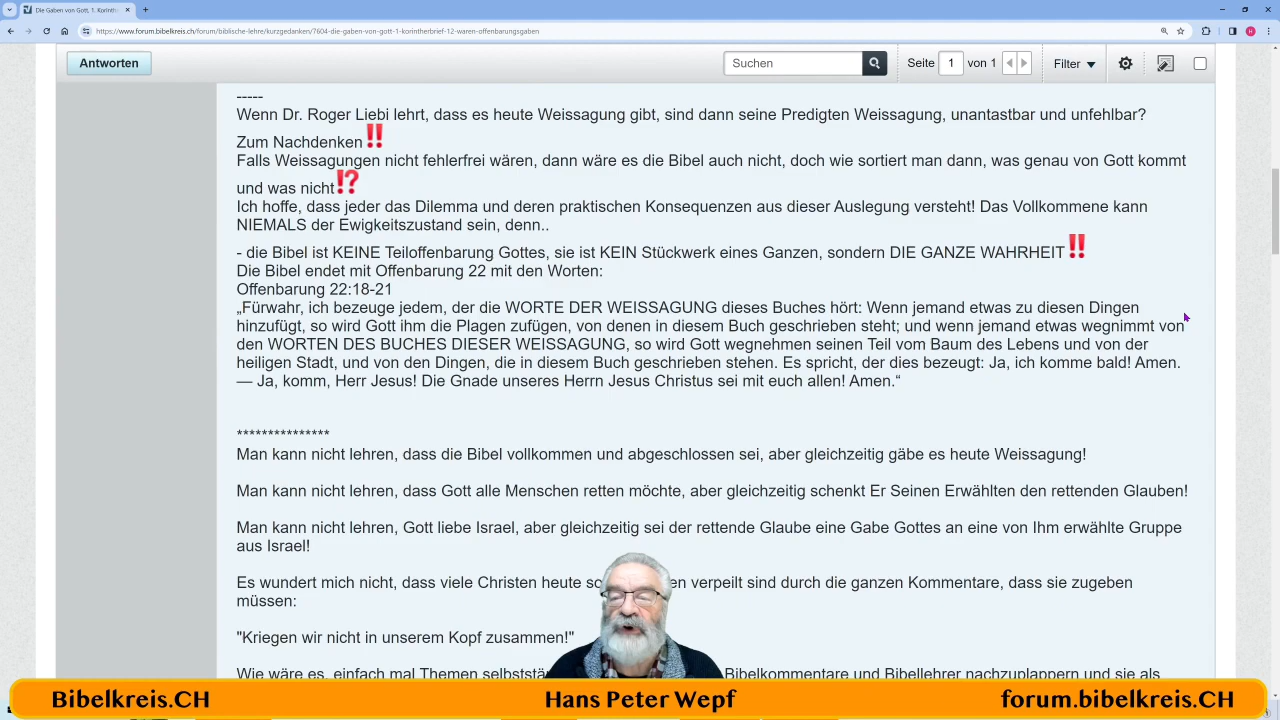 Die Gaben von Gott, 1. Korinthe
https://www.forum.bibelkreis.ch/forum/biblische-lehre/kurzgedanken/7604-die-gaben-von-gott-1-korintherbrief-12-waren-offenbarungsgaben
Antworten
Suchen
Seite 1 von 1
Filter
-----
Wenn Dr. Roger Liebi lehrt, dass es heute Weissagung gibt, sind dann seine Predigten Weissagung, unantastbar und unfehlbar?
Zum Nachdenken‼
Falls Weissagungen nicht fehlerfrei wären, dann wäre es die Bibel auch nicht, doch wie sortiert man dann, was genau von Gott kommt
und was nicht⁉
Ich hoffe, dass jeder das Dilemma und deren praktischen Konsequenzen aus dieser Auslegung versteht! Das Vollkommene kann
NIEMALS der Ewigkeitszustand sein, denn..
- die Bibel ist KEINE Teiloffenbarung Gottes, sie ist KEIN Stückwerk eines Ganzen, sondern DIE GANZE WAHRHEIT‼
Die Bibel endet mit Offenbarung 22 mit den Worten:
Offenbarung 22:18-21
„Fürwahr, ich bezeuge jedem, der die WORTE DER WEISSAGUNG dieses Buches hört: Wenn jemand etwas zu diesen Dingen
hinzufügt, so wird Gott ihm die Plagen zufügen, von denen in diesem Buch geschrieben steht; und wenn jemand etwas wegnimmt von
den WORTEN DES BUCHES DIESER WEISSAGUNG, so wird Gott wegnehmen seinen Teil vom Baum des Lebens und von der
heiligen Stadt, und von den Dingen, die in diesem Buch geschrieben stehen. Es spricht, der dies bezeugt: Ja, ich komme bald! Amen.
— Ja, komm, Herr Jesus! Die Gnade unseres Herrn Jesus Christus sei mit euch allen! Amen.“
***************
Man kann nicht lehren, dass die Bibel vollkommen und abgeschlossen sei, aber gleichzeitig gäbe es heute Weissagung!
Man kann nicht lehren, dass Gott alle Menschen retten möchte, aber gleichzeitig schenkt Er Seinen Erwählten den rettenden Glauben!
Man kann nicht lehren, Gott liebe Israel, aber gleichzeitig sei der rettende Glaube eine Gabe Gottes an eine von Ihm erwählte Gruppe
aus Israel!
Es wundert mich nicht, dass viele Christen heute verpeilt sind durch die ganzen Kommentare, dass sie zugeben
müssen:
"Kriegen wir nicht in unserem Kopf zusammen!"
Wie wäre es, einfach mal Themen Bibelkommentare und Bibellehrer nachzuplappern und sie als
Bibelkreis.CH
Hans Peter Wepf
forum.bibelkreis.CH